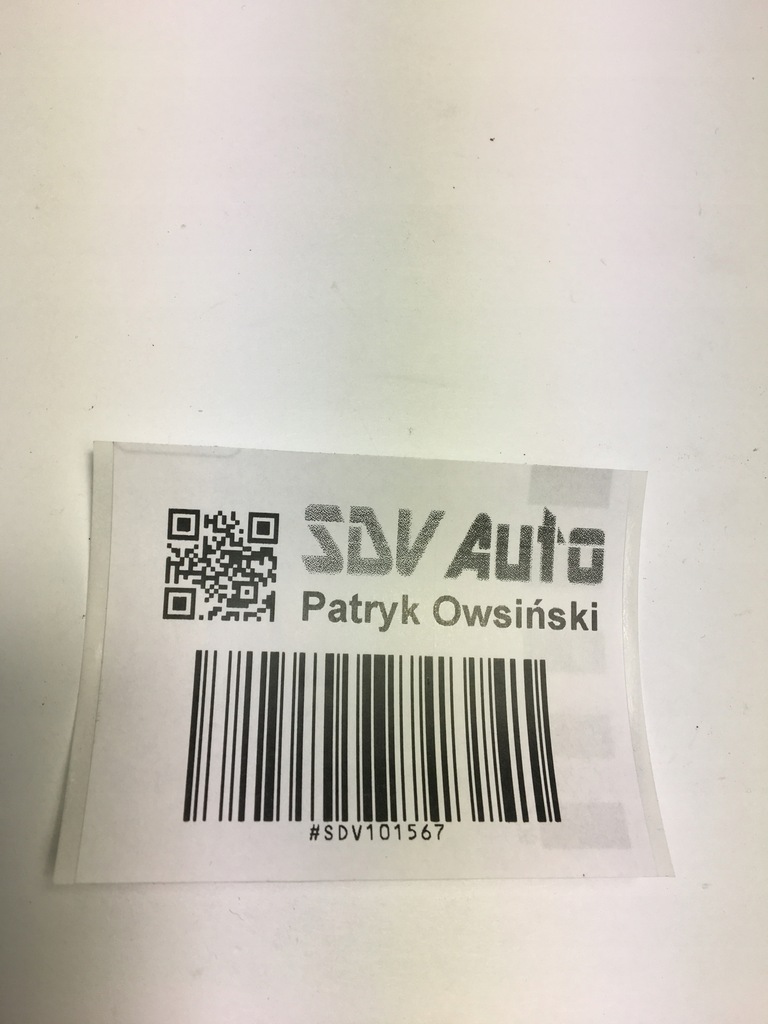 SDV Auto
Patryk Owsiński
#SDV101567